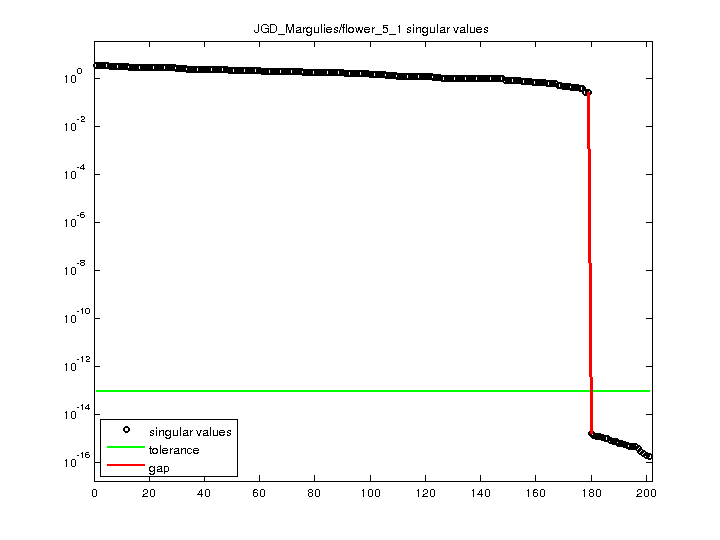 JGD_Margulies/flower_5_1 singular values
10^0
10^-2
10^-4
10^-6
10^-8
10^-10
10^-12
10^-14
10^-16
singular values
tolerance
gap
0 20 40 60 80 100 120 140 160 180 200